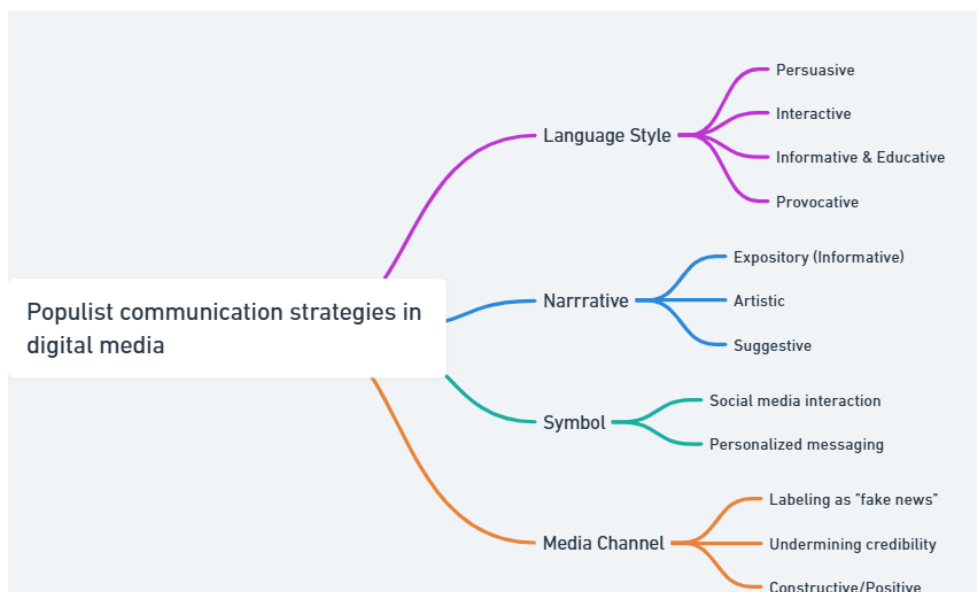 Populist communication strategies in
digital media
Language Style
Persuasive
Interactive
Informative & Educative
Provocative
Narrrative
Expository (Informative)
Artistic
Suggestive
Symbol
Social media interaction
Personalized messaging
Media Channel
Labeling as "fake news"
Undermining credibility
Constructive/Positive